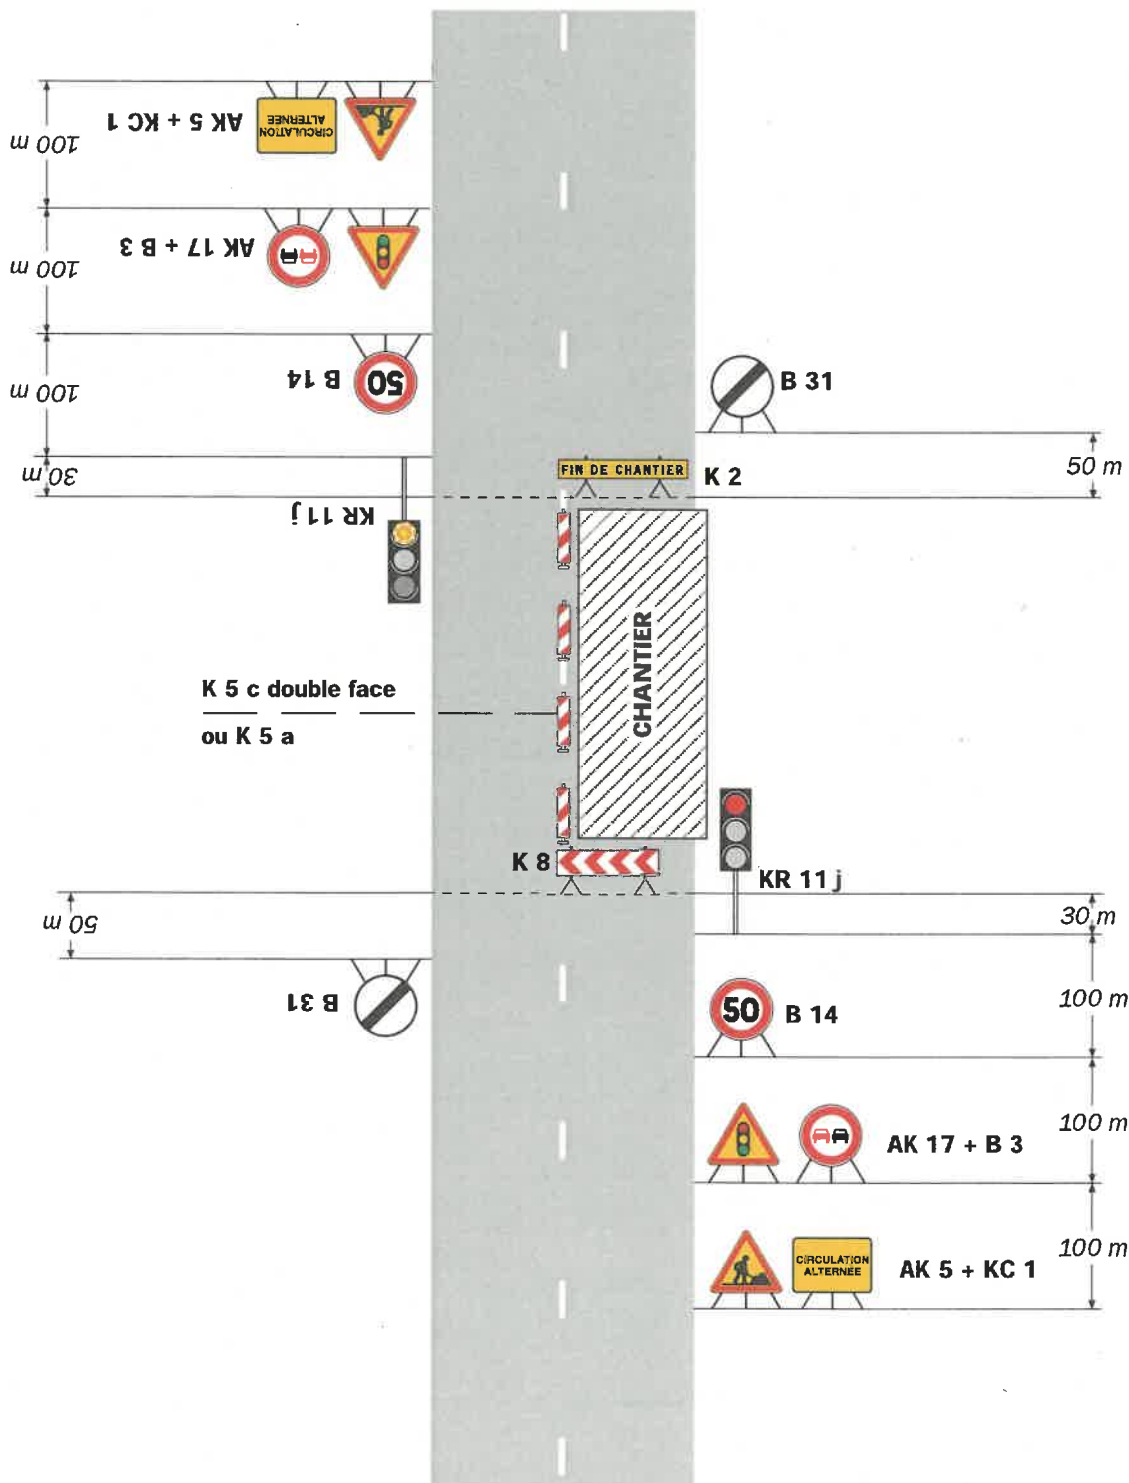 100 m
AK 5 + KC 1
CIRCULATION
ALTERNEE
100 m
AK 17 + B 3
100 m
B 14
50
30 m
KR 11 j
B 31
50 m
FIN DE CHANTIER
K 2
CHANTIER
K 5 c double face
ou K 5 a
K 8
KR 11 j
30 m
50 m
B 31
50
B 14
100 m
AK 17 + B 3
100 m
CIRCULATION
ALTERNEE
AK 5 + KC 1
100 m